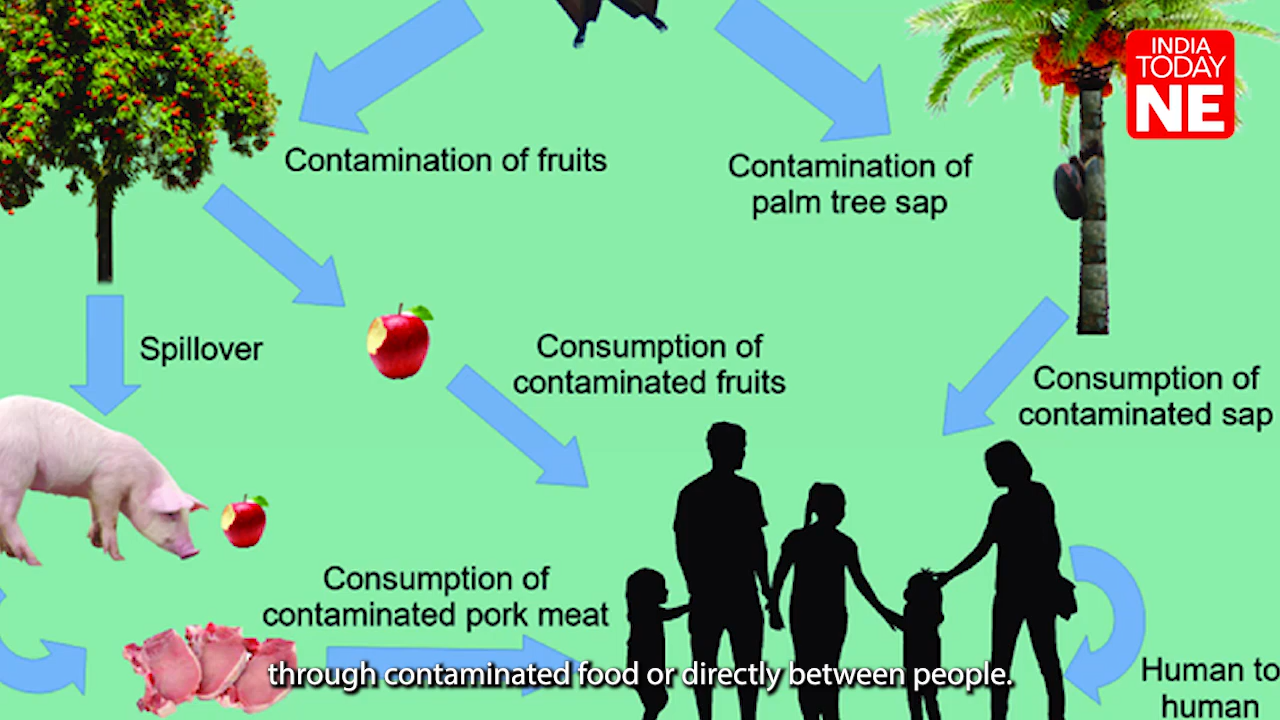 INDIA
TODAY
NE
Contamination of fruits
Contamination of
palm tree sap
Spillover
Consumption of
contaminated fruits
Consumption of
contaminated sap
Consumption of
contaminated pork meat
through contaminated food or directly between people.
Human to
human